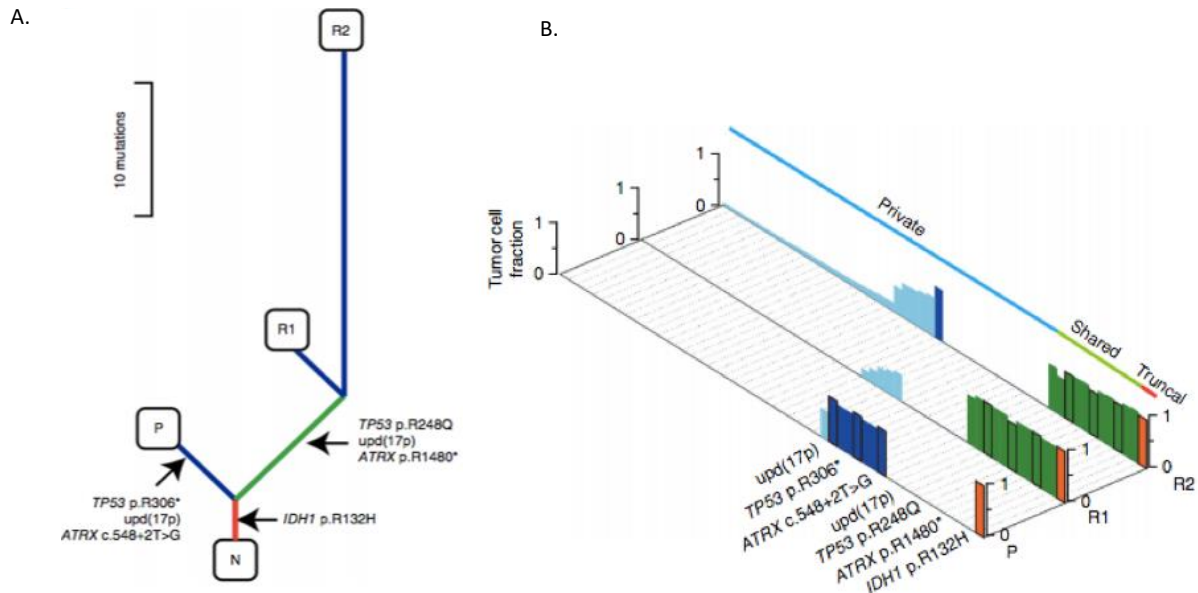 A.
R2
10 mutations
R1
P
TP53 p.R248Q
upd(17p)
ATRX p.R1480*
TP53 p.R306*
upd(17p)
ATRX c.548+2T>G
IDH1 p.R132H
N
B.
Private
Shared
Truncal
1
0
1
0
1
0
Tumor cell
fraction
upd(17p)
TP53 p.R306*
ATRX c.548+2T>G
upd(17p)
TP53 p.R248Q
ATRX p.R1480*
IDH1 p.R132H
1
0
R2
1
0
R1
1
0
P